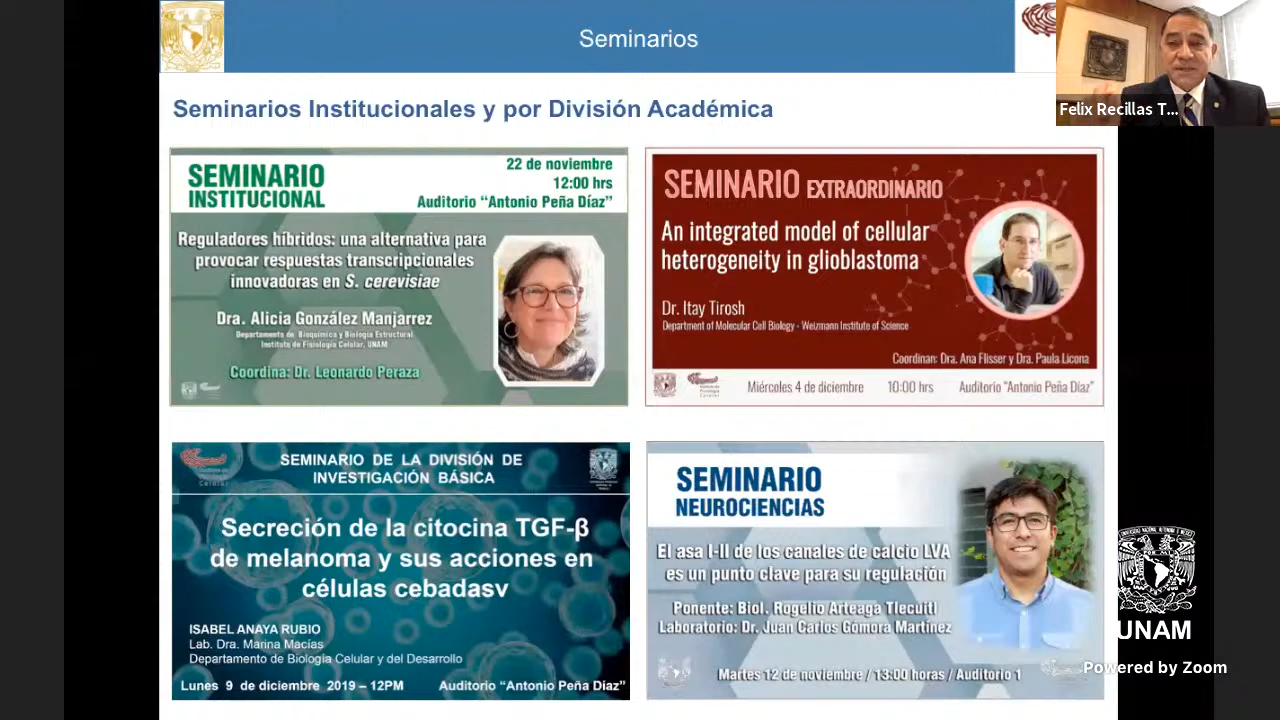 Seminarios
Felix Recillas T...
Seminarios Institucionales y por División Académica
SEMINARIO
INSTITUCIONAL
22 de noviembre
12:00 hrs
Auditorio “Antonio Peña Díaz”
Reguladores híbridos: una alternativa para
provocar respuestas transcripcionales
innovadoras en S. cerevisiae
Dra. Alicia González Manjarrez
Departamento de Bioquímica y Biología Estructural
Instituto de Fisiología Celular, UNAM
Coordina: Dr. Leonardo Peraza
SEMINARIO EXTRAORDINARIO
An integrated model of cellular
heterogeneity in glioblastoma
Dr. Itay Tirosh
Department of Molecular Cell Biology - Weizmann Institute of Science
Coordinan: Dra. Ana Flisser y Dra. Paula Licona
Miércoles 4 de diciembre 10:00 hrs Auditorio “Antonio Peña Díaz”
SEMINARIO DE LA DIVISIÓN DE
INVESTIGACIÓN BÁSICA
Secreción de la citocina TGF-β
de melanoma y sus acciones en
células cebadasv
ISABEL ANAYA RUBIO
Lab. Dra. Marina Macías
Departamento de Biología Celular y del Desarrollo
Lunes 9 de diciembre 2019 – 12PM Auditorio “Antonio Peña Díaz”
SEMINARIO
NEUROCIENCIAS
El asa I-II de los canales de calcio LVA
es un punto clave para su regulación
Ponente: Biol. Rogelio Arteaga Tlecuitl
Laboratorio: Dr. Juan Carlos Gómora Martínez
Martes 12 de noviembre / 13:00 horas / Auditorio 1
UNAM
Powered by Zoom